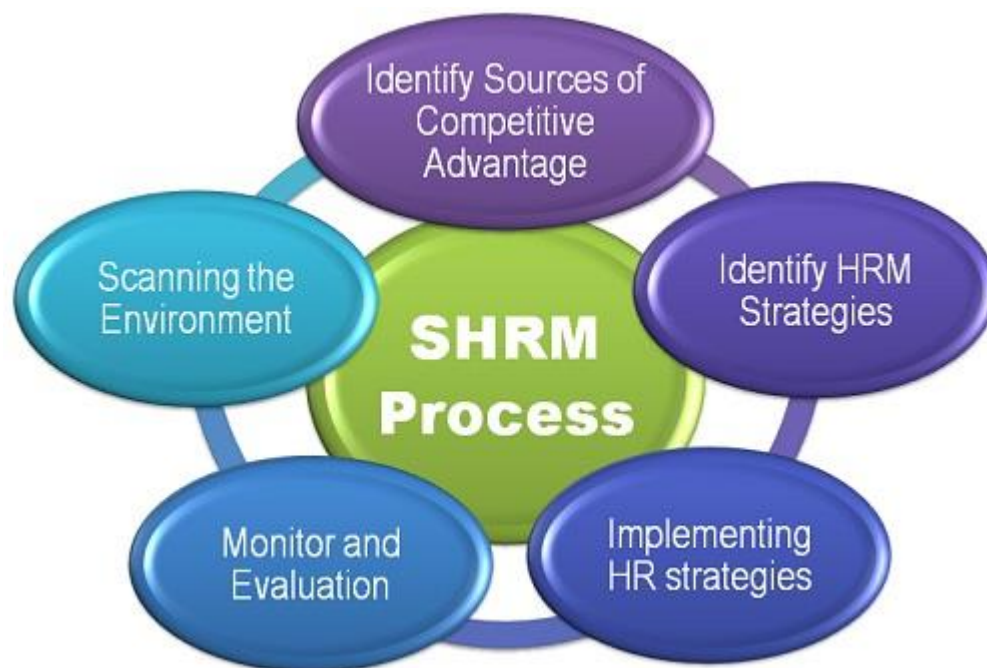 Identify Sources of
Competitive
Advantage
Scanning the
Environment
Identify HRM
Strategies
SHRM
Process
Monitor and
Evaluation
Implementing
HR strategies